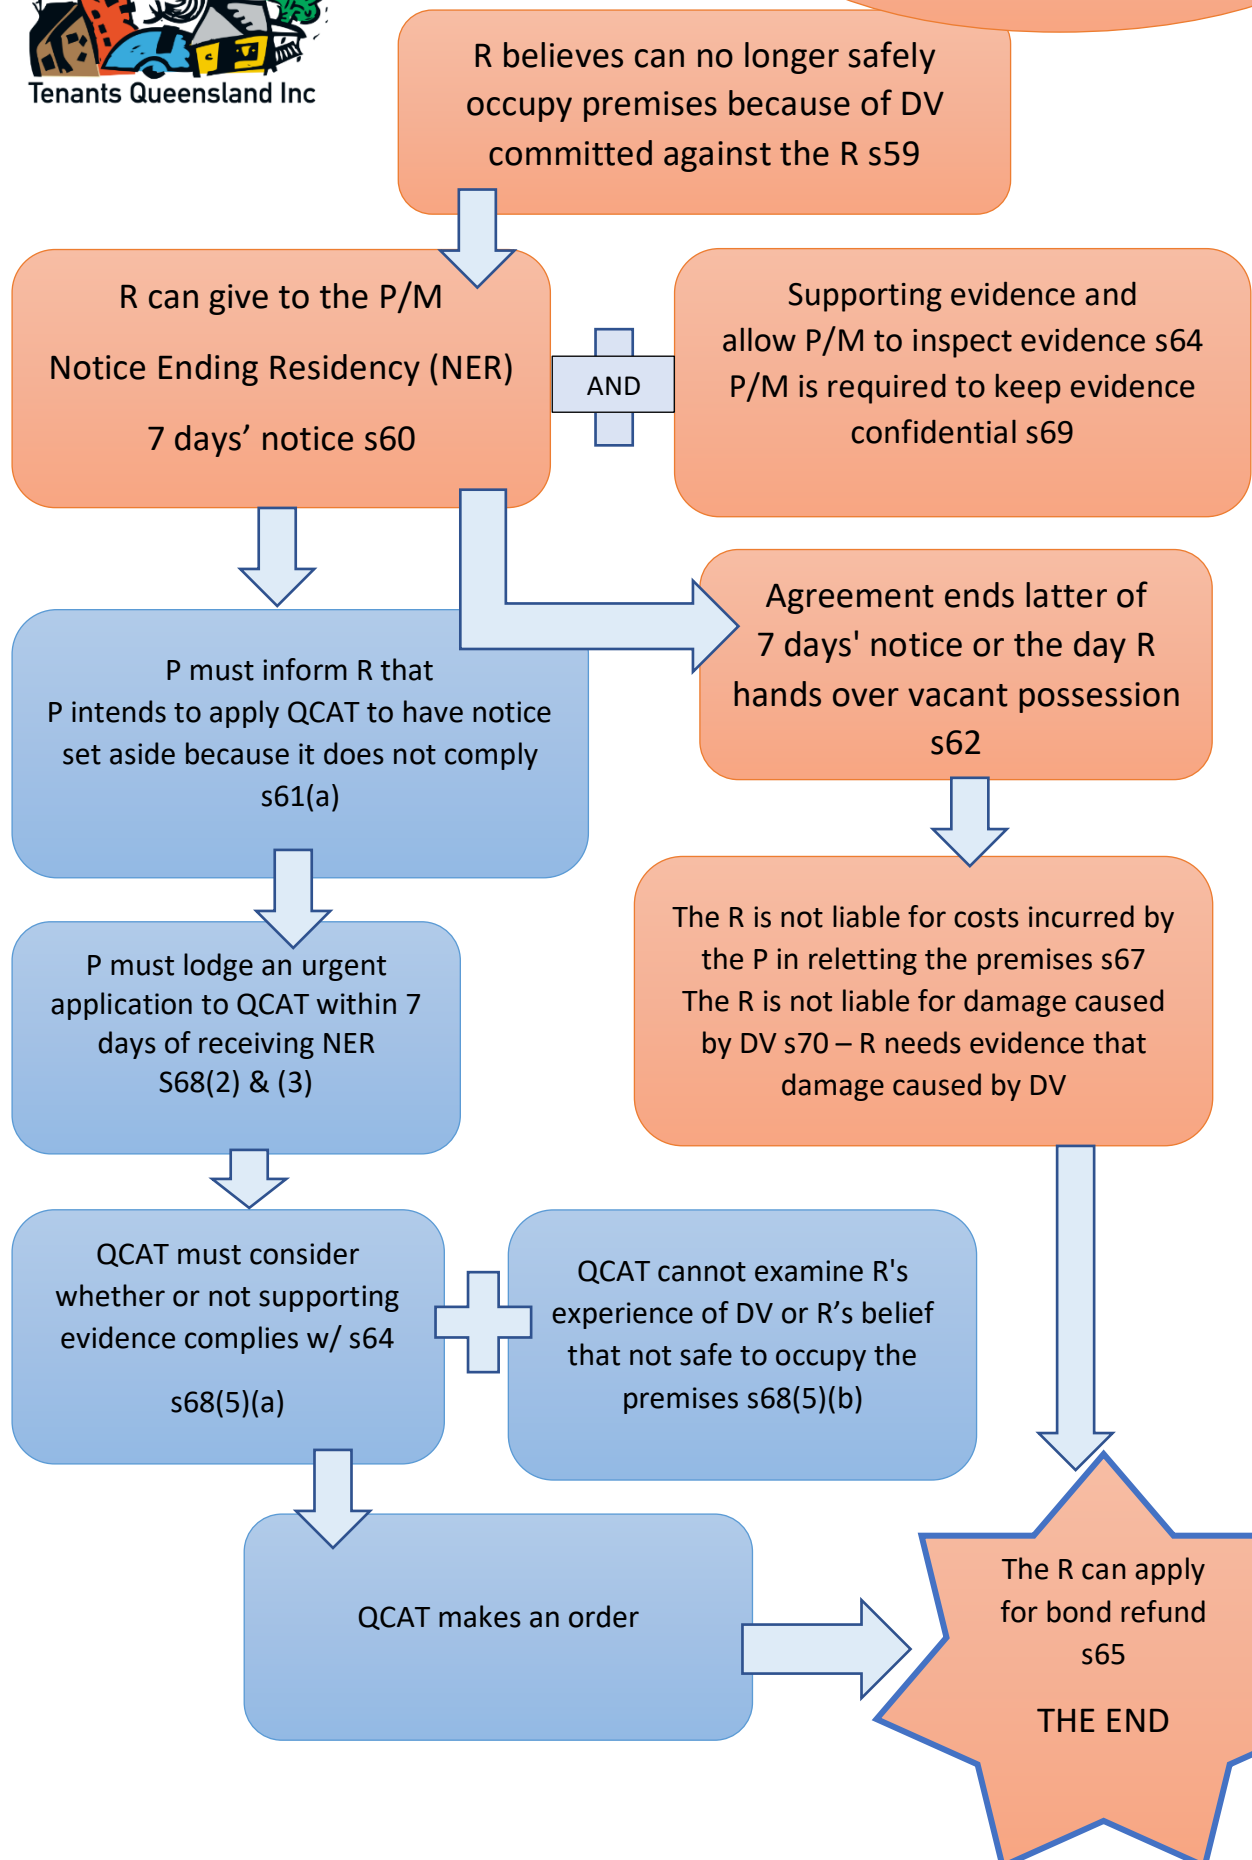 Tenants Queensland Inc
R believes can no longer safely
occupy premises because of DV
committed against the R s59
R can give to the P/M
Notice Ending Residency (NER)
7 days’ notice s60
AND
Supporting evidence and
allow P/M to inspect evidence s64
P/M is required to keep evidence
confidential s69
P must inform R that
P intends to apply QCAT to have notice
set aside because it does not comply
s61(a)
Agreement ends latter of
7 days' notice or the day R
hands over vacant possession
s62
P must lodge an urgent
application to QCAT within 7
days of receiving NER
S68(2) & (3)
The R is not liable for costs incurred by
the P in reletting the premises s67
The R is not liable for damage caused
by DV s70 – R needs evidence that
damage caused by DV
QCAT must consider
whether or not supporting
evidence complies w/ s64
s68(5)(a)
QCAT cannot examine R's
experience of DV or R’s belief
that not safe to occupy the
premises s68(5)(b)
QCAT makes an order
The R can apply
for bond refund
s65
THE END